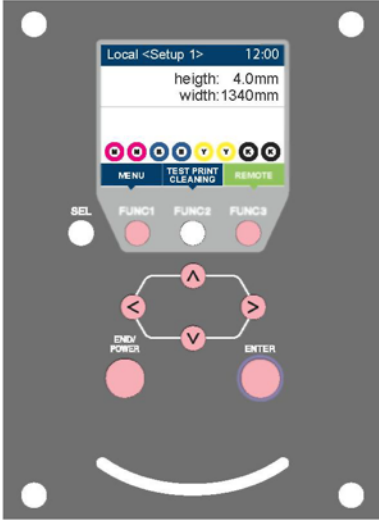 Local <Setup 1> 12:00
heigth: 4.0mm
width:1340mm
M M B B Y Y K K
MENU TEST PRINT CLEANING REMOTE
SEL FUNC1 FUNC2 FUNC3
END/
POWER
ENTER